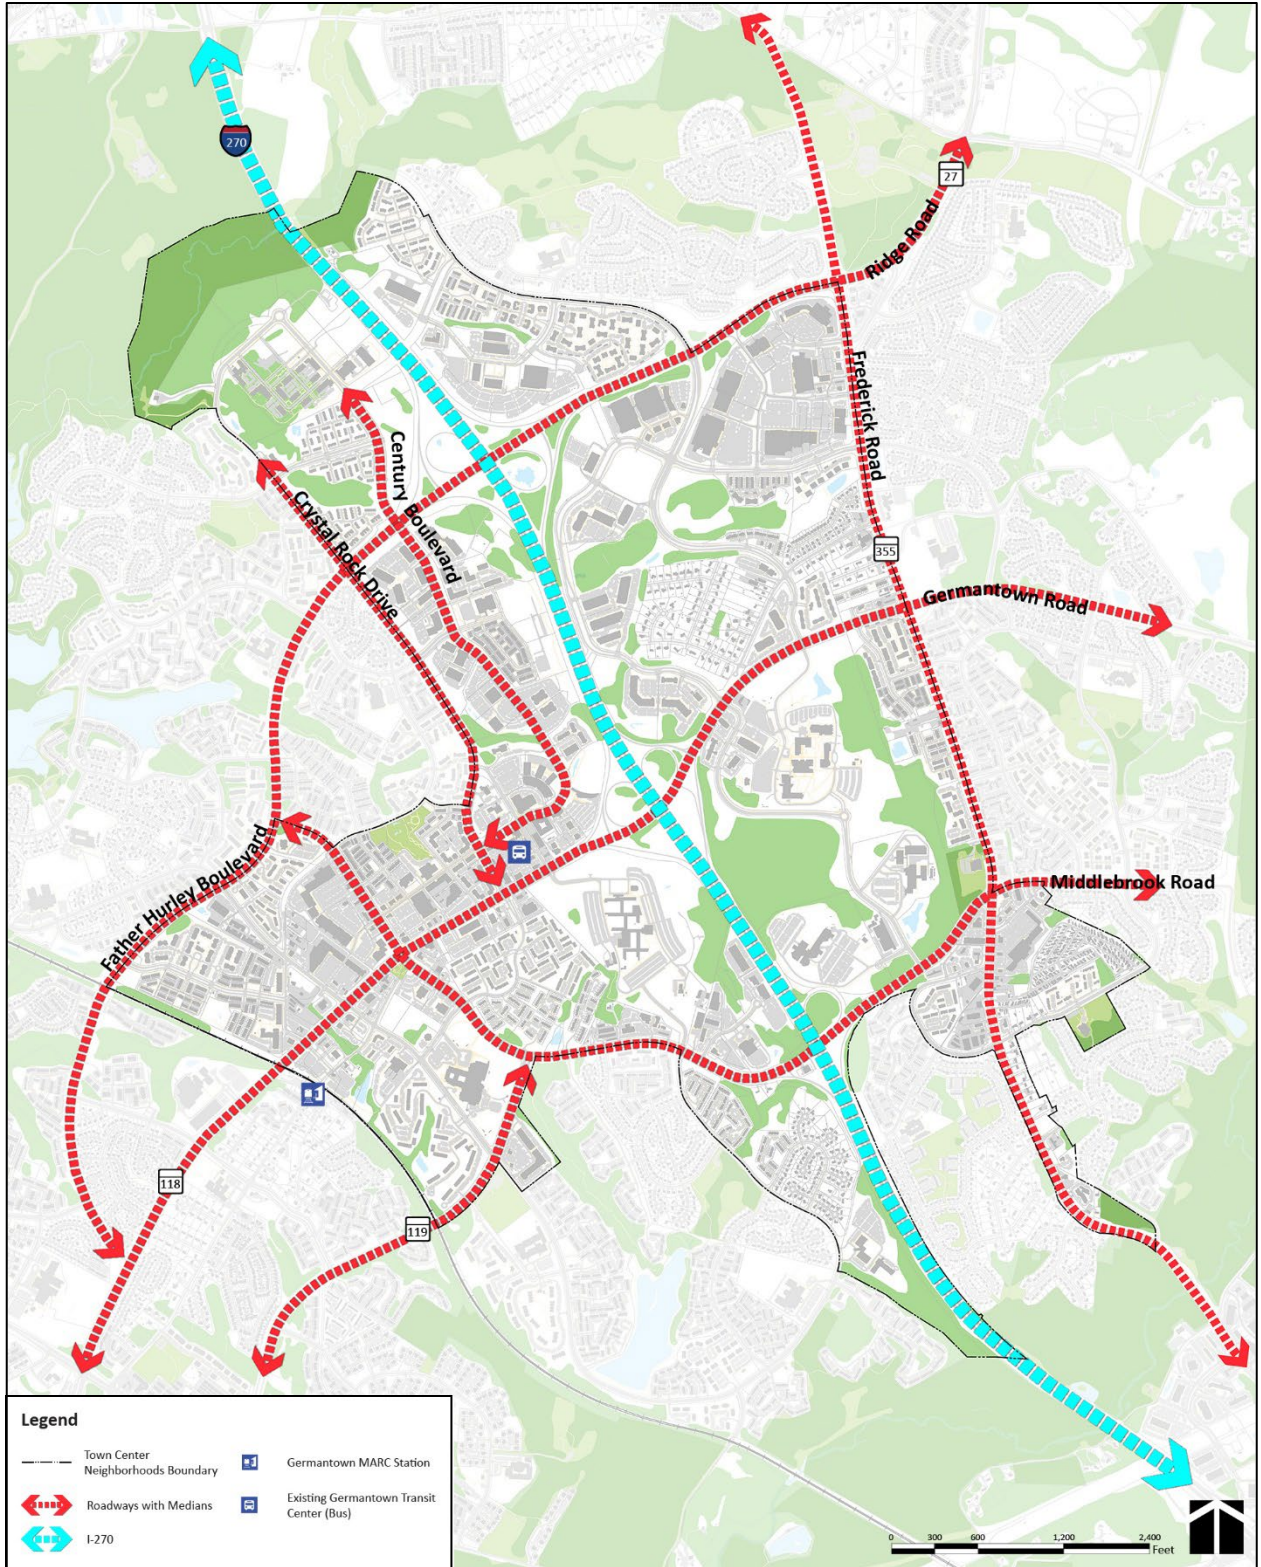 270
27
Ridge Road
Frederick Road
Century Boulevard
Crystal Rock Drive
355
Germantown Road
Father Hurley Boulevard
Middlebrook Road
118
119
Legend
Town Center
Neighborhoods Boundary
Germantown MARC Station
Roadways with Medians
Existing Germantown Transit
Center (Bus)
I-270
0 300 600 1,200 2,400
Feet